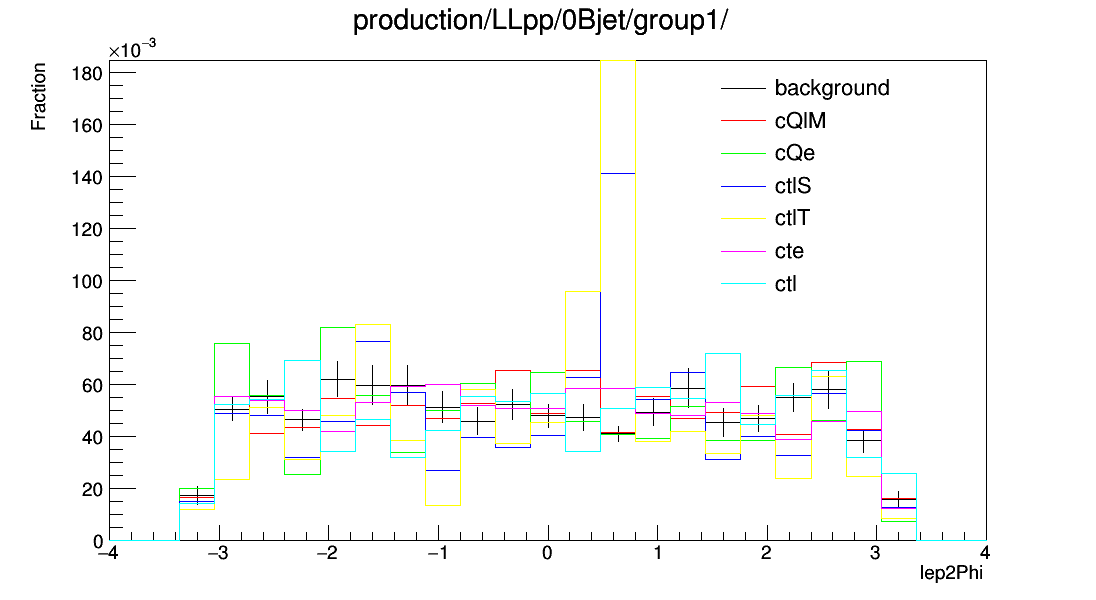 production/LLpp/0Bjet/group1/
×10⁻³
Fraction
180
160
140
120
100
80
60
40
20
0
background
cQlM
cQe
ctlS
ctlT
cte
ctl
−4 −3 −2 −1 0 1 2 3 4
lep2Phi